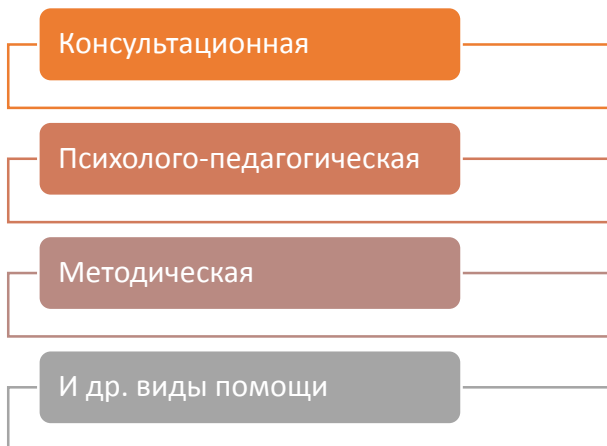 Консультационная
Психолого-педагогическая
Методическая
И др. виды помощи